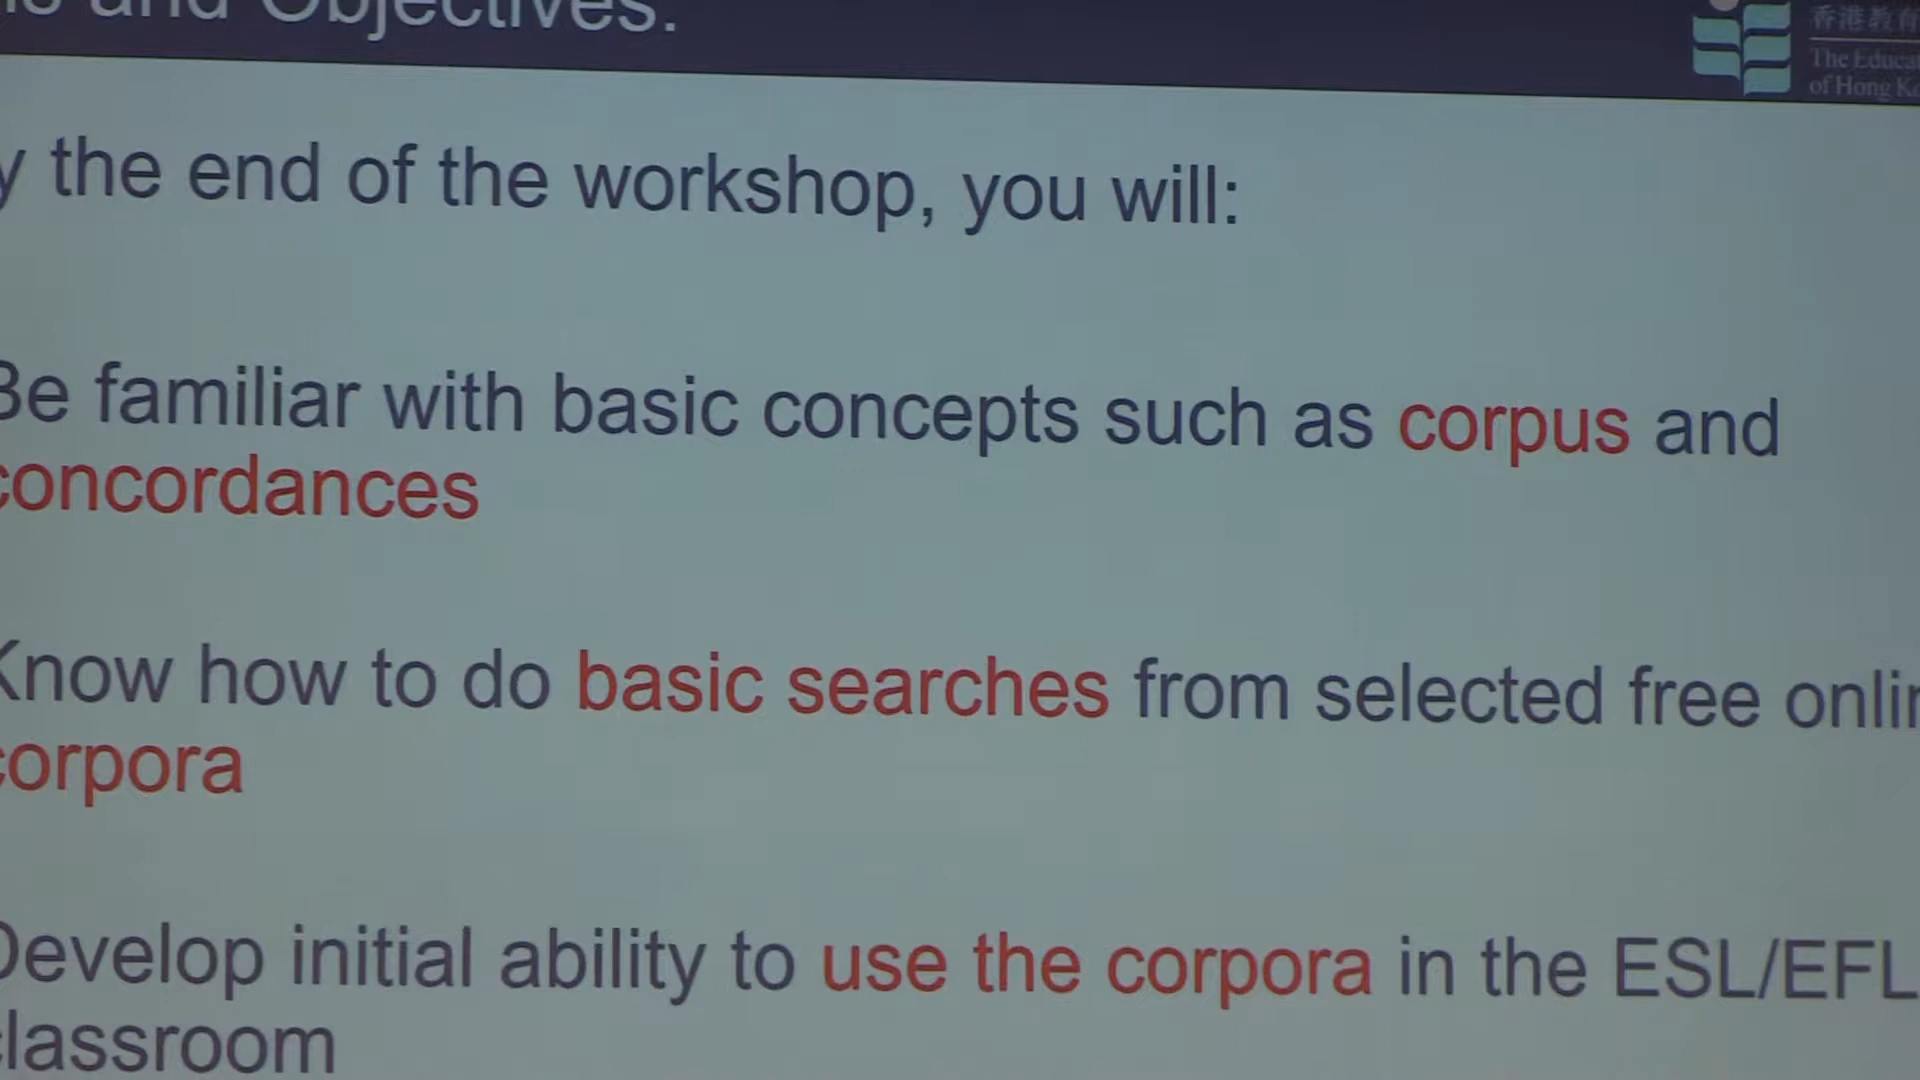 and Objectives:
香港教育
The Educa
of Hong Ko
y the end of the workshop, you will:
Be familiar with basic concepts such as corpus and
concordances
Know how to do basic searches from selected free onlin
corpora
Develop initial ability to use the corpora in the ESL/EFL
classroom